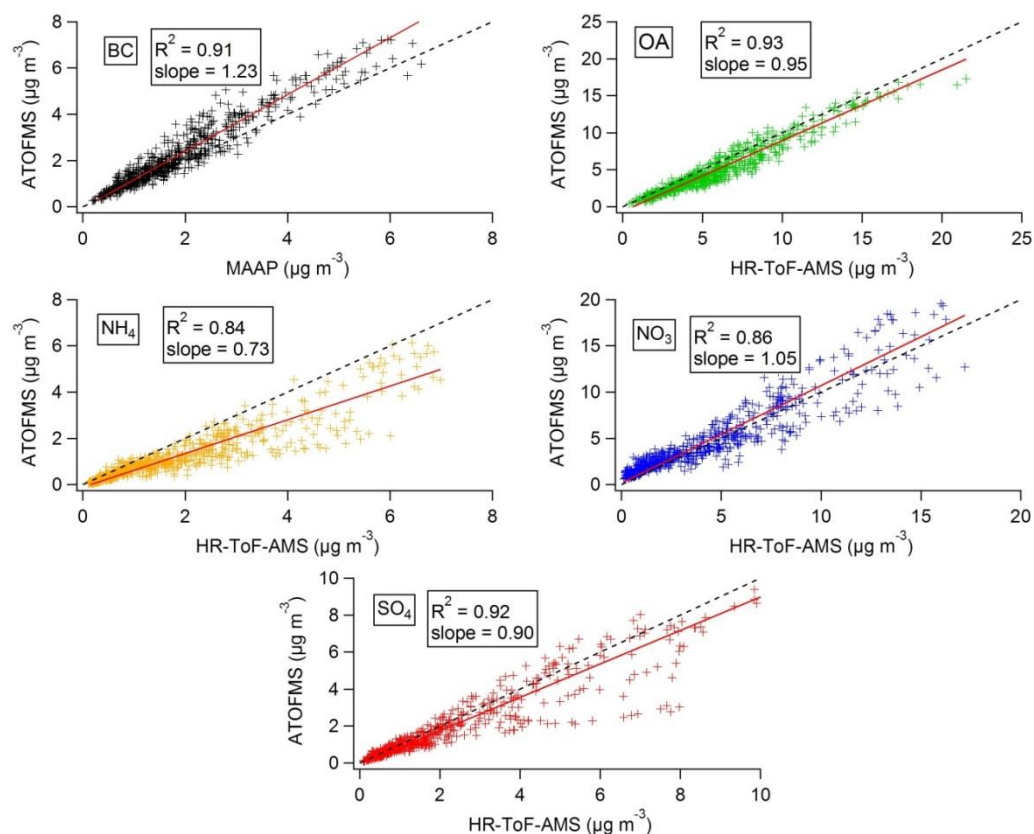 BC
R² = 0.91
slope = 1.23
ATOFMS (µg m⁻³)
8
6
4
2
0
0 2 4 6 8
MAAP (µg m⁻³)
OA
R² = 0.93
slope = 0.95
ATOFMS (µg m⁻³)
25
20
15
10
5
0
0 5 10 15 20 25
HR-ToF-AMS (µg m⁻³)
NH₄
R² = 0.84
slope = 0.73
ATOFMS (µg m⁻³)
8
6
4
2
0
0 2 4 6 8
HR-ToF-AMS (µg m⁻³)
NO₃
R² = 0.86
slope = 1.05
ATOFMS (µg m⁻³)
20
15
10
5
0
0 5 10 15 20
HR-ToF-AMS (µg m⁻³)
SO₄
R² = 0.92
slope = 0.90
ATOFMS (µg m⁻³)
10
8
6
4
2
0
0 2 4 6 8 10
HR-ToF-AMS (µg m⁻³)